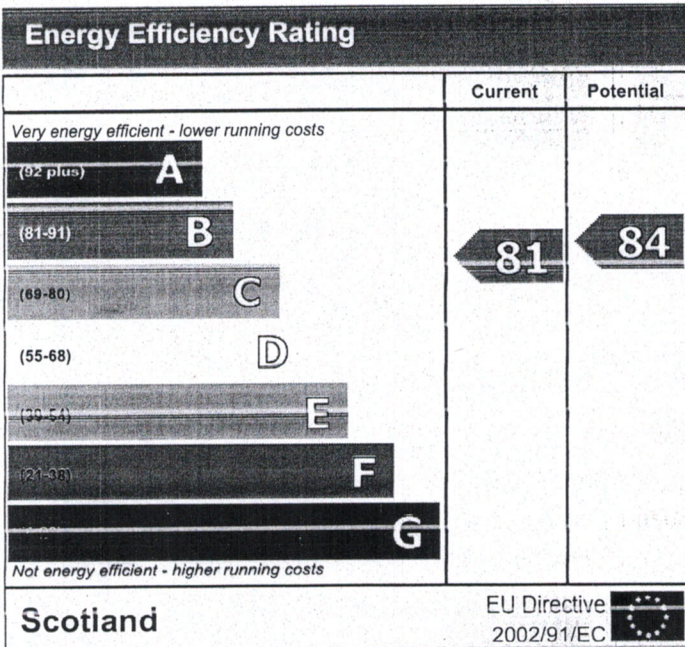 Energy Efficiency Rating
Current Potential
Very energy efficient - lower running costs
(92 plus) A
(81-91) B
(69-80) C
(55-68) D
(39-54) E
(21-38) F
G
81
84
Not energy efficient - higher running costs
Scotland
EU Directive
2002/91/EC